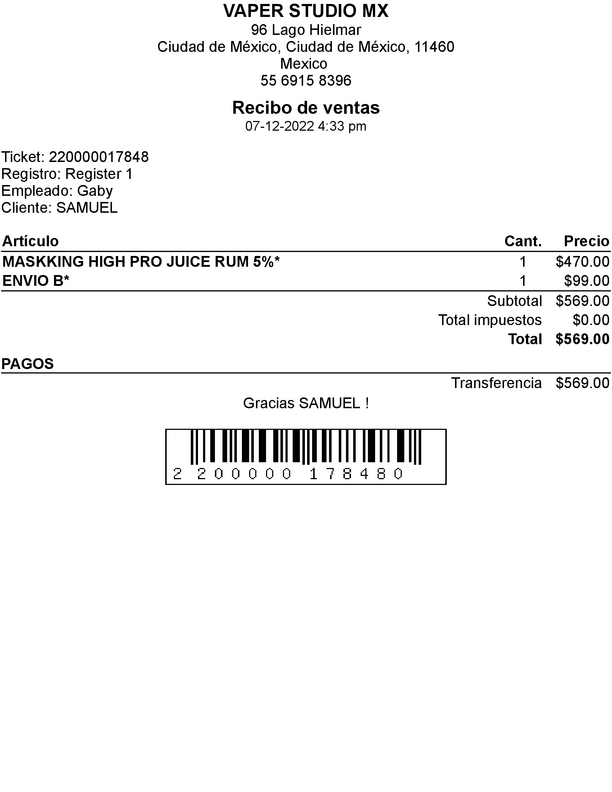 VAPER STUDIO MX
96 Lago Hielmar
Ciudad de México, Ciudad de México, 11460
Mexico
55 6915 8396
Recibo de ventas
07-12-2022 4:33 pm
Ticket: 220000017848
Registro: Register 1
Empleado: Gaby
Cliente: SAMUEL
Artículo Cant. Precio
MASKKING HIGH PRO JUICE RUM 5%* 1 $470.00
ENVIO B* 1 $99.00
Subtotal $569.00
Total impuestos $0.00
Total $569.00
PAGOS
Transferencia $569.00
Gracias SAMUEL !
2 200000 178480